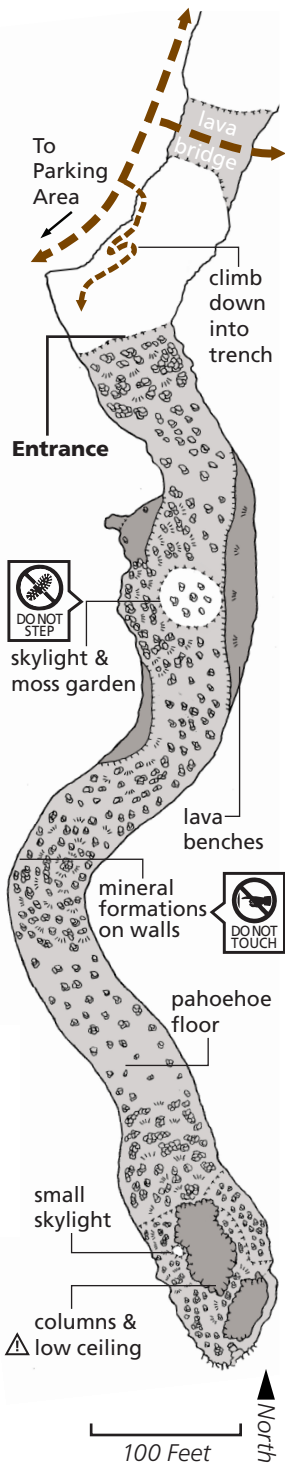 lava
bridge
To
Parking
Area
climb
down
into
trench
Entrance
DO NOT
STEP
skylight &
moss garden
lava
benches
mineral
formations
on walls
DO NOT
TOUCH
pahoehoe
floor
small
skylight
columns &
low ceiling
North
100 Feet